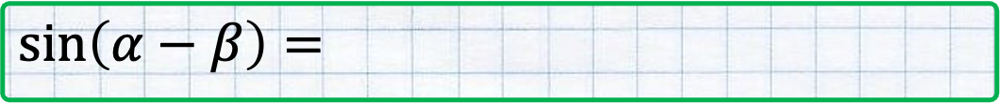 sin(α − β) =